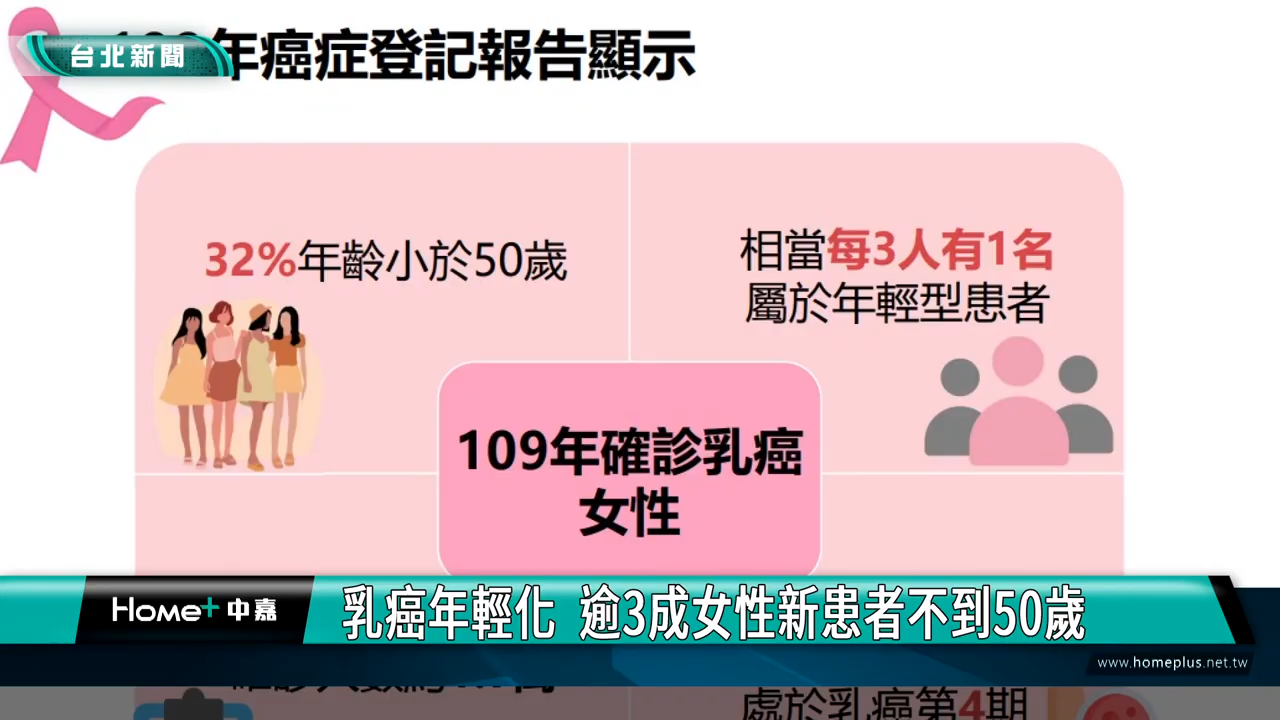 台北新聞
年癌症登記報告顯示
32%年齡小於50歲
相當每3人有1名
屬於年輕型患者
109年確診乳癌
女性
Home+中嘉
乳癌年輕化 逾3成女性新患者不到50歲
www.homeplus.net.tw
處於乳癌第4期